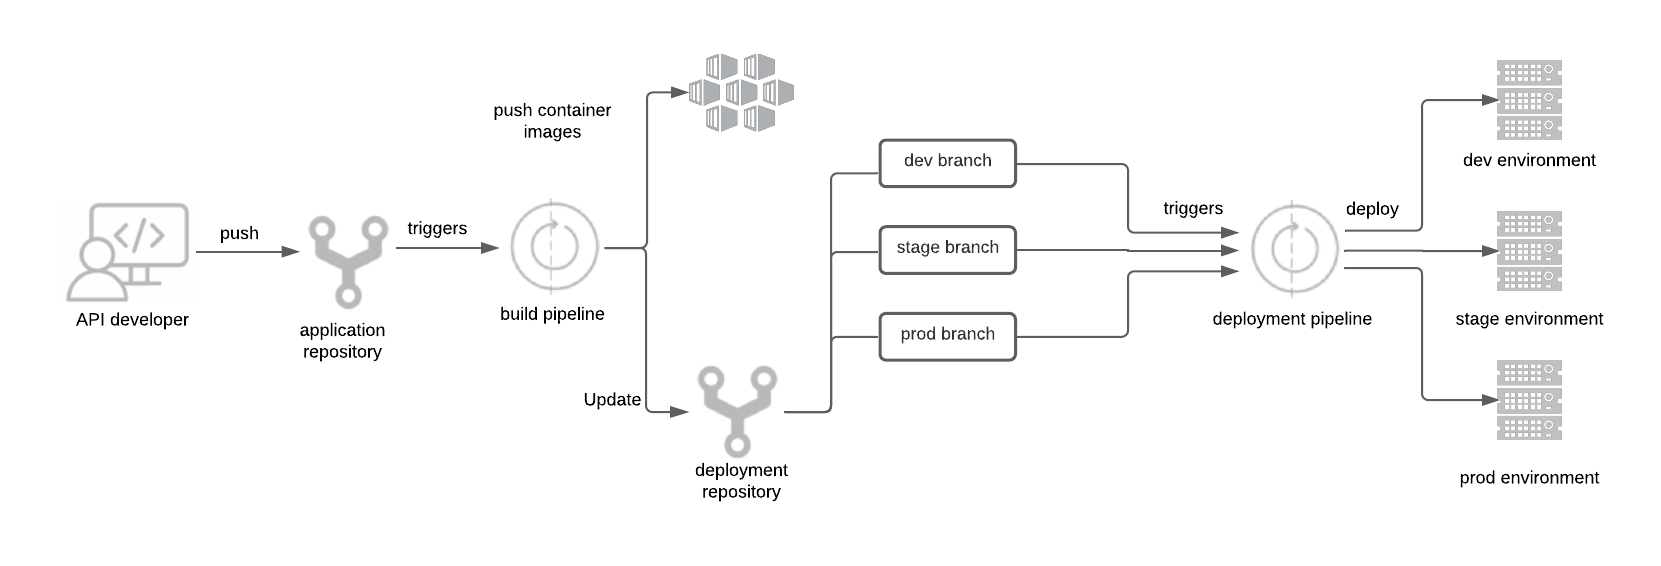 push container
images
dev branch
dev environment
push
triggers
triggers
deploy
stage branch
API developer
application
repository
build pipeline
prod branch
deployment pipeline
stage environment
Update
deployment
repository
prod environment